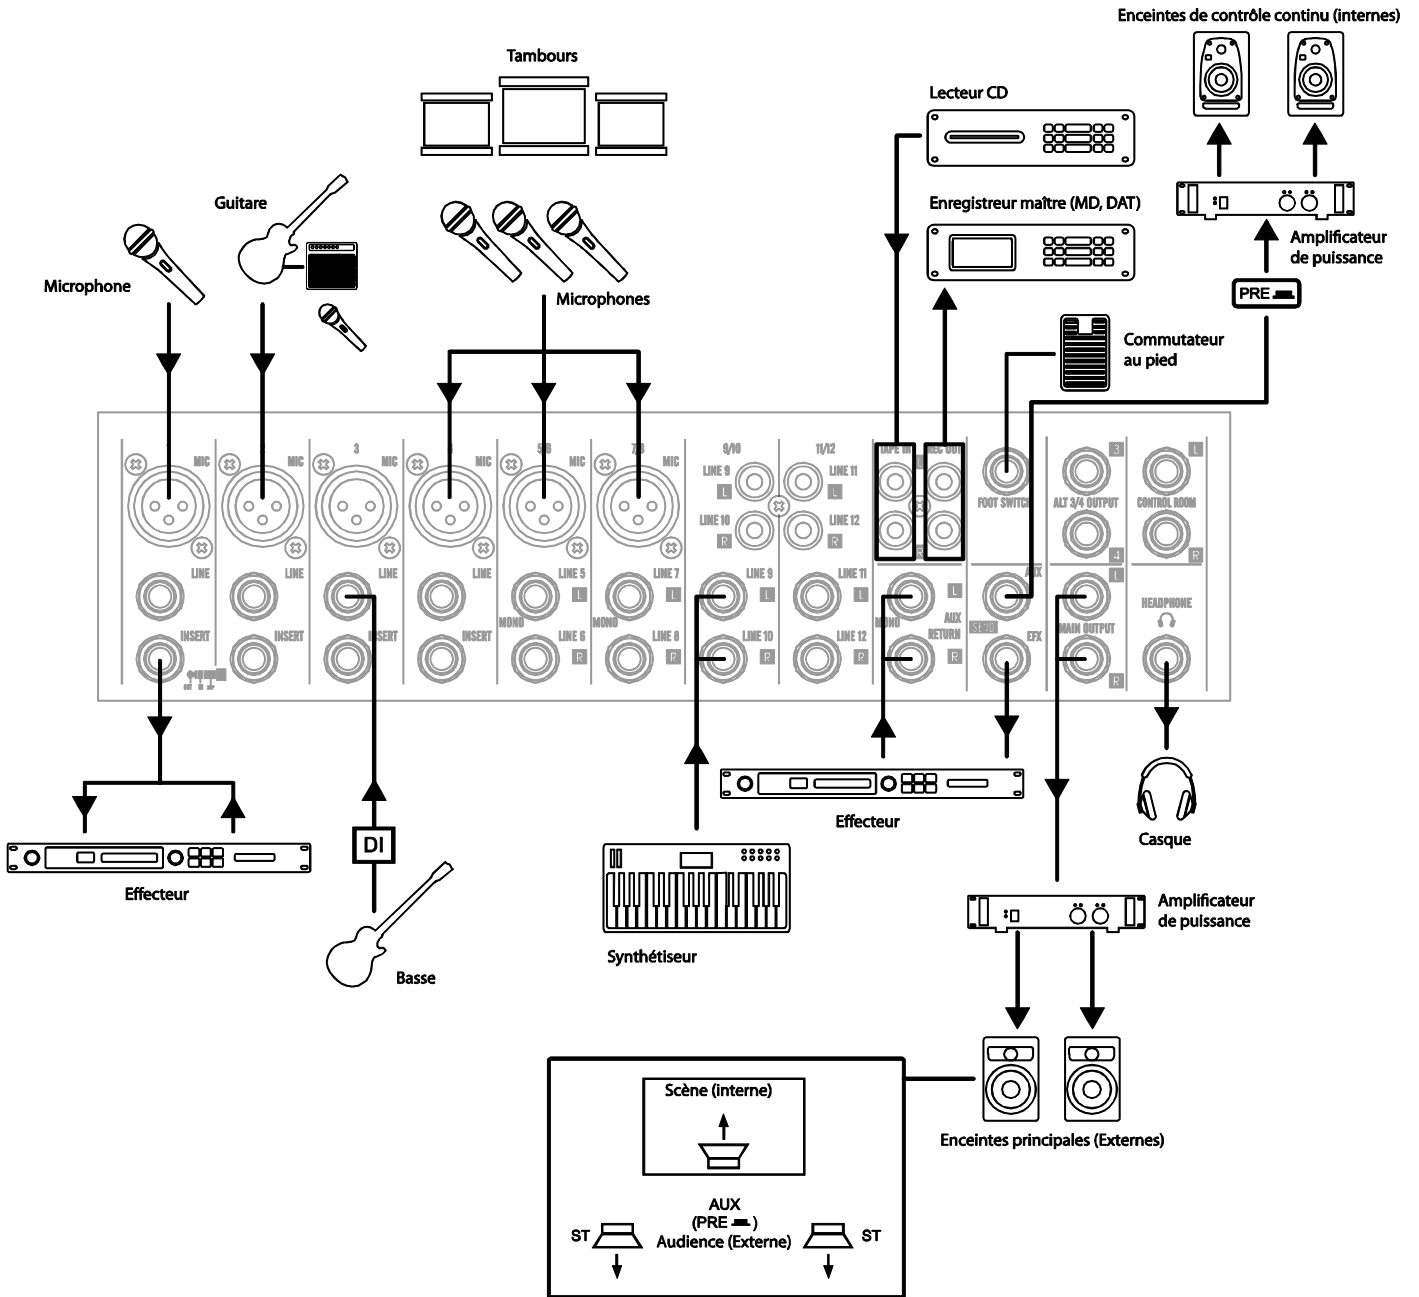 Enceintes de contrôle continu (internes)
Tambours
Lecteur CD
Guitare
Enregistreur maître (MD, DAT)
Amplificateur
de puissance
Microphone
Microphones
PRE
Commutateur
au pied
3
9/10
11/12
MIC
MIC
MIC
MIC
MIC
MIC
LINE 9
L
LINE 10
R
LINE 11
L
LINE 12
R
TAPE IN
REC OUT
FOOT SWITCH
3
ALT 3/4 OUTPUT
4
L
CONTROL ROOM
R
LINE
LINE
LINE
LINE
LINE 5
L
LINE 7
L
LINE 9
L
LINE 11
L
L
AUX
L
INSERT
INSERT
INSERT
INSERT
MONO
LINE 6
R
MONO
LINE 8
R
LINE 10
R
LINE 12
R
MONO
AUX
RETURN
R
SEND
EFX
MAIN OUTPUT
R
HEADPHONE
DI
Effecteur
Effecteur
Casque
Basse
Synthétiseur
Amplificateur
de puissance
Scène (interne)
Enceintes principales (Externes)
AUX
(PRE )
ST
Audience (Externe)
ST